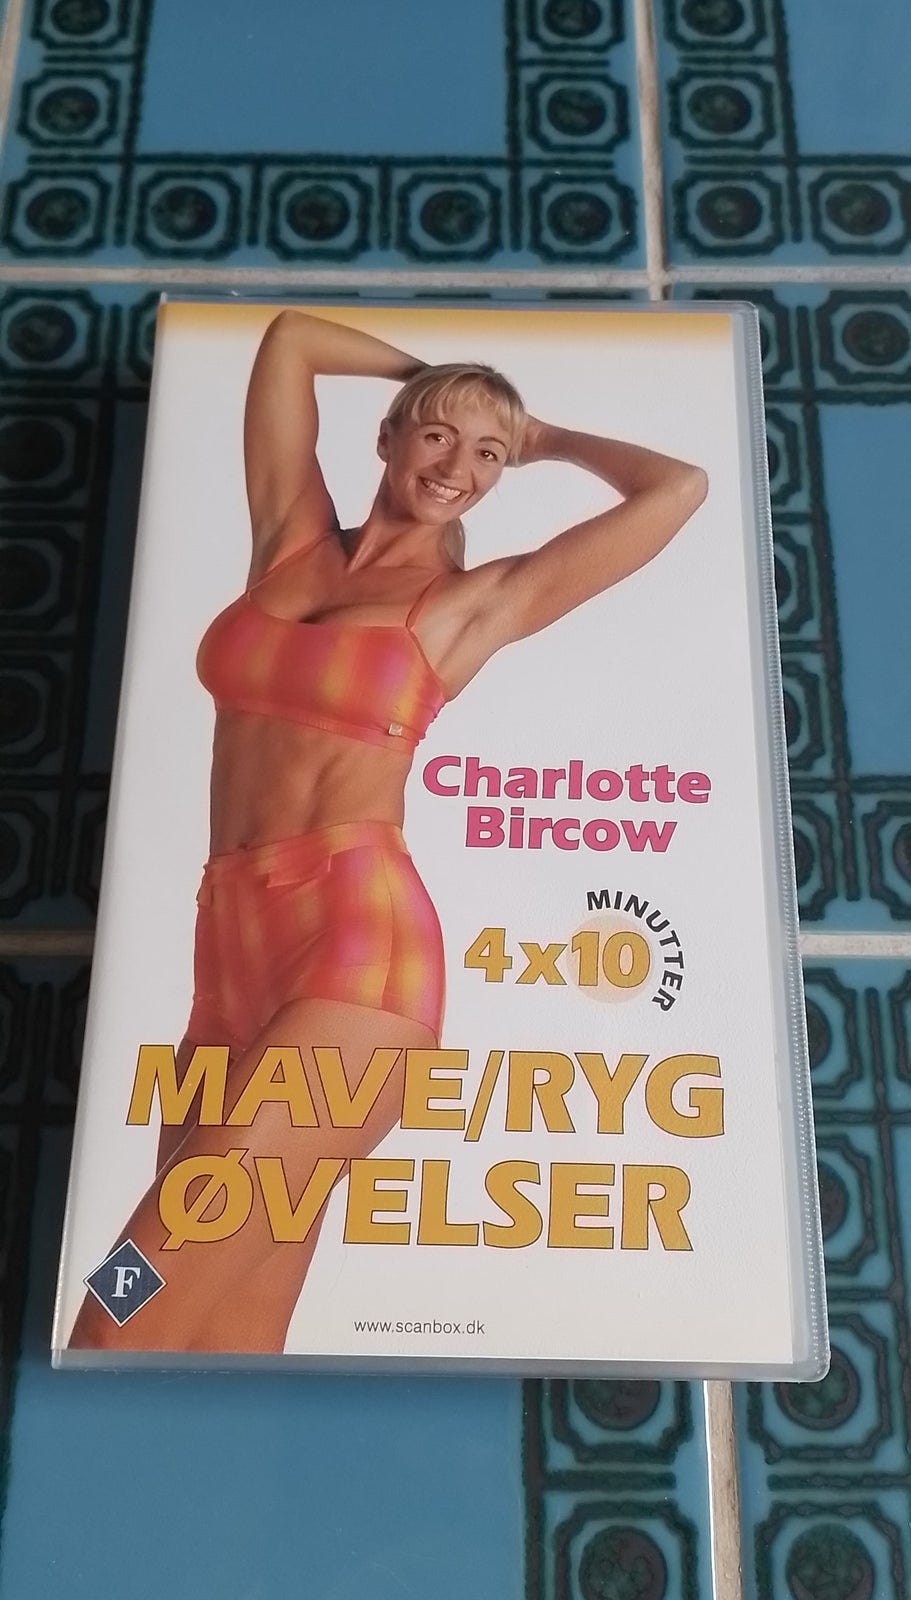 Charlotte
Bircow
4x10 MINUTTER
MAVE/RYG
ØVELSER
F
www.scanbox.dk